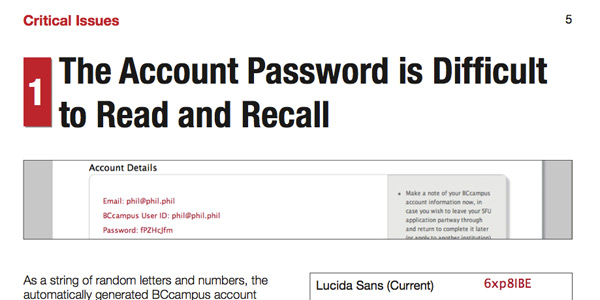 Critical Issues
5
1
The Account Password is Difficult
to Read and Recall
Account Details
Email: phil@phil.phil
BCcampus User ID: phil@phil.phil
Password: fPZHcJfm
• Make a note of your BCcampus
account information now, in
case you wish to leave your SFU
application partway through
and return to complete it later
(or apply to another institution)
As a string of random letters and numbers, the
automatically generated BCcampus account
Lucida Sans (Current)
6xp8IBE